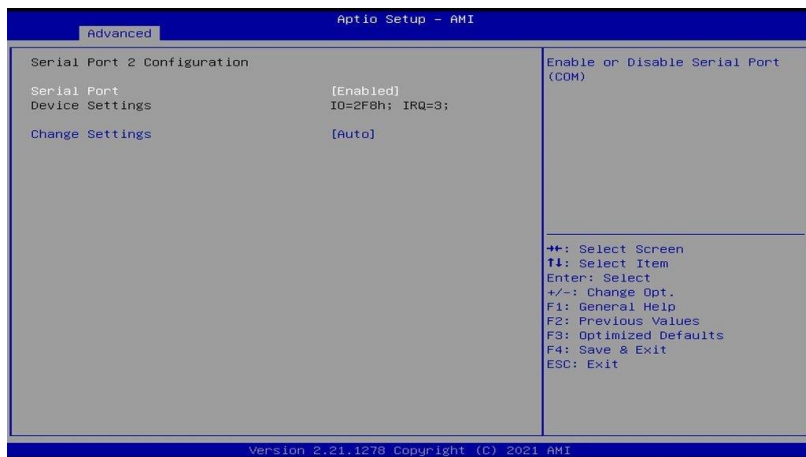 Aptio Setup – AMI
Advanced
Serial Port 2 Configuration
Serial Port [Enabled]
Device Settings IO=2F8h; IRQ=3;
Change Settings [Auto]
Enable or Disable Serial Port
(COM)
→←: Select Screen
↑↓: Select Item
Enter: Select
+/-: Change Opt.
F1: General Help
F2: Previous Values
F3: Optimized Defaults
F4: Save & Exit
ESC: Exit
Version 2.21.1278 Copyright (C) 2021 AMI